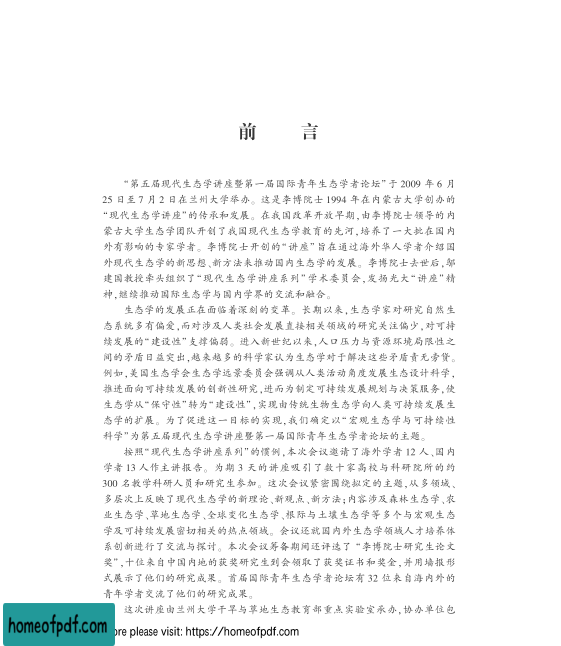 前 言
“第五届现代生态学讲座暨第一届国际青年生态学者论坛”于 2009 年 6 月
25 日至 7 月 2 日在兰州大学举办。这是李博院士 1994 年在内蒙古大学创办的
“现代生态学讲座”的传承和发展。在我国改革开放早期,由李博院士领导的内
蒙古大学生态学团队开创了我国现代生态学教育的先河,培养了一大批在国内
外有影响的专家学者。李博院士开创的“讲座”旨在通过海外华人学者介绍国
外现代生态学的新思想、新方法来推动国内生态学的发展。李博院士去世后,邬
建国教授牵头组织了“现代生态学讲座系列”学术委员会,发扬光大“讲座”精
神,继续推动国际生态学与国内学界的交流和融合。
生态学的发展正在面临着深刻的变革。长期以来,生态学家对研究自然生
态系统多有偏爱,而对涉及人类社会发展直接相关领域的研究关注偏少,对可持
续发展的“建设性”支撑偏弱。进入新世纪以来,人口压力与资源环境局限性之
间的矛盾日益突出,越来越多的科学家认为生态学对于解决这些矛盾责无旁贷。
例如,美国生态学会生态学远景委员会强调从人类活动角度发展生态设计科学,
推进面向可持续发展的创新性研究,进而为制定可持续发展规划与决策服务,使
生态学从“保守性”转为“建设性”,实现由传统生物生态学向人类可持续发展生
态学的扩展。为了促进这一目标的实现,我们确定以“宏观生态学与可持续性
科学”为第五届现代生态学讲座暨第一届国际青年生态学者论坛的主题。
按照“现代生态学讲座系列”的惯例,本次会议邀请了海外学者 12 人、国内
学者 13 人作主讲报告。为期 3 天的讲座吸引了数十家高校与科研院所的约
300 名教学科研人员和研究生参加。这次会议紧密围绕拟定的主题,从多领域、
多层次上反映了现代生态学的新理论、新观点、新方法;内容涉及森林生态学、农
业生态学、草地生态学、全球变化生态学、根际与土壤生态学等多个与宏观生态
学及可持续发展密切相关的热点领域。会议还就国内外生态学领域人才培养体
系创新进行了交流与探讨。本次会议筹备期间还评选了“李博院士研究生论文
奖”,十位来自中国内地的获奖研究生到会领取了获奖证书和奖金,并用墙报形
式展示了他们的研究成果。首届国际青年生态学者论坛有 32 位来自海内外的
青年学者交流了他们的研究成果。
这次讲座由兰州大学干旱与草地生态教育部重点实验室承办,协办单位包
homeofpdf.com
ore please visit: https://homeofpdf.com